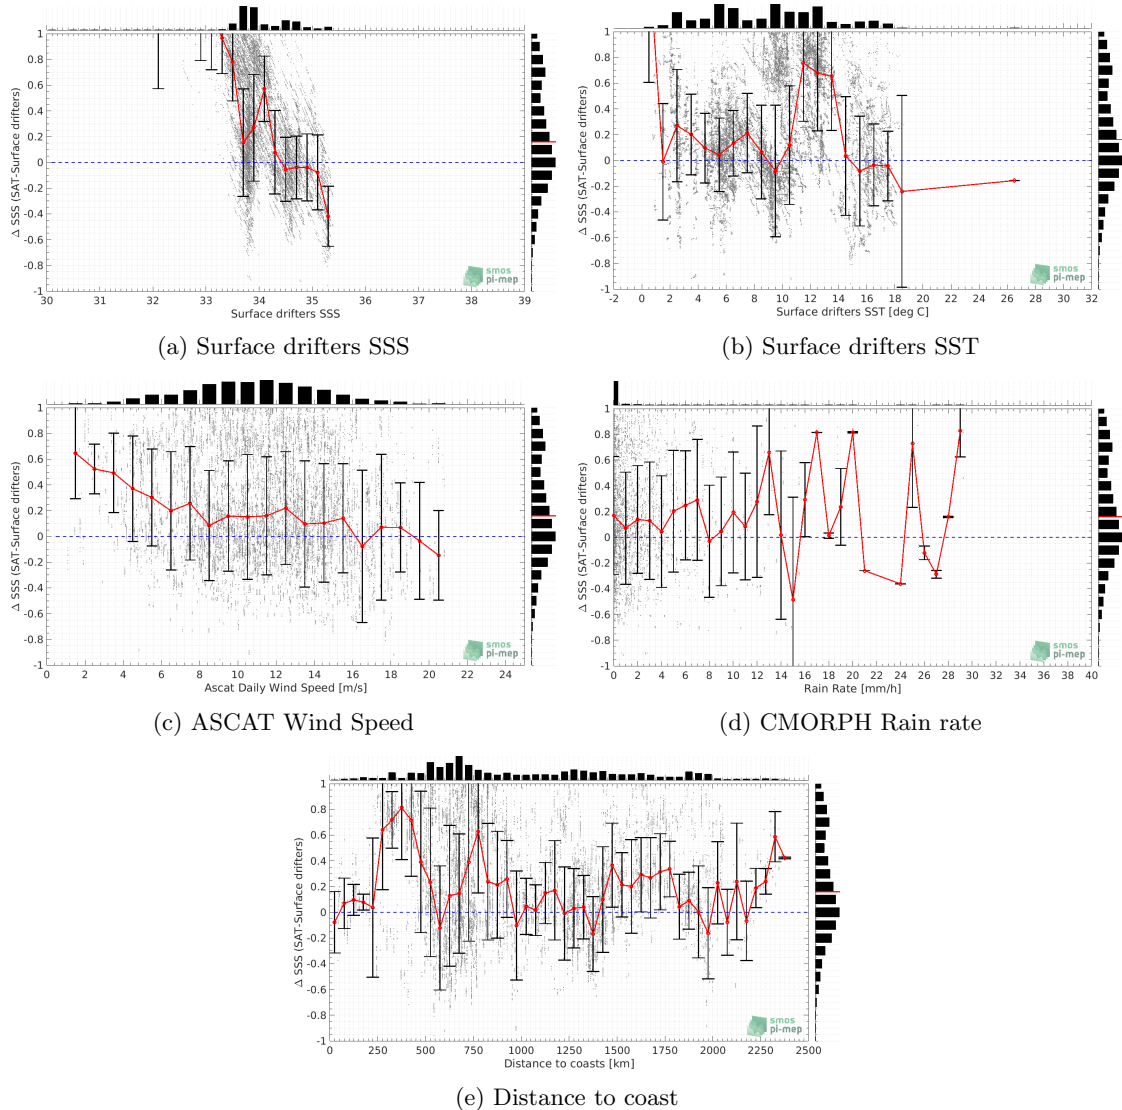 1
0.8
0.6
0.4
0.2
0
-0.2
-0.4
-0.6
-0.8
-1
Δ SSS (SAT-Surface drifters)
30 31 32 33 34 35 36 37 38 39
Surface drifters SSS
smos
pi-mep
(a) Surface drifters SSS
1
0.8
0.6
0.4
0.2
0
-0.2
-0.4
-0.6
-0.8
-1
Δ SSS (SAT-Surface drifters)
-2 0 2 4 6 8 10 12 14 16 18 20 22 24 26 28 30 32
Surface drifters SST [deg C]
smos
pi-mep
(b) Surface drifters SST
1
0.8
0.6
0.4
0.2
0
-0.2
-0.4
-0.6
-0.8
-1
Δ SSS (SAT-Surface drifters)
0 2 4 6 8 10 12 14 16 18 20 22 24
Ascat Daily Wind Speed [m/s]
smos
pi-mep
(c) ASCAT Wind Speed
1
0.8
0.6
0.4
0.2
0
-0.2
-0.4
-0.6
-0.8
-1
Δ SSS (SAT-Surface drifters)
0 2 4 6 8 10 12 14 16 18 20 22 24 26 28 30 32 34 36 38 40
Rain Rate [mm/h]
smos
pi-mep
(d) CMORPH Rain rate
1
0.8
0.6
0.4
0.2
0
-0.2
-0.4
-0.6
-0.8
-1
Δ SSS (SAT-Surface drifters)
0 250 500 750 1000 1250 1500 1750 2000 2250 2500
Distance to coasts [km]
smos
pi-mep
(e) Distance to coast